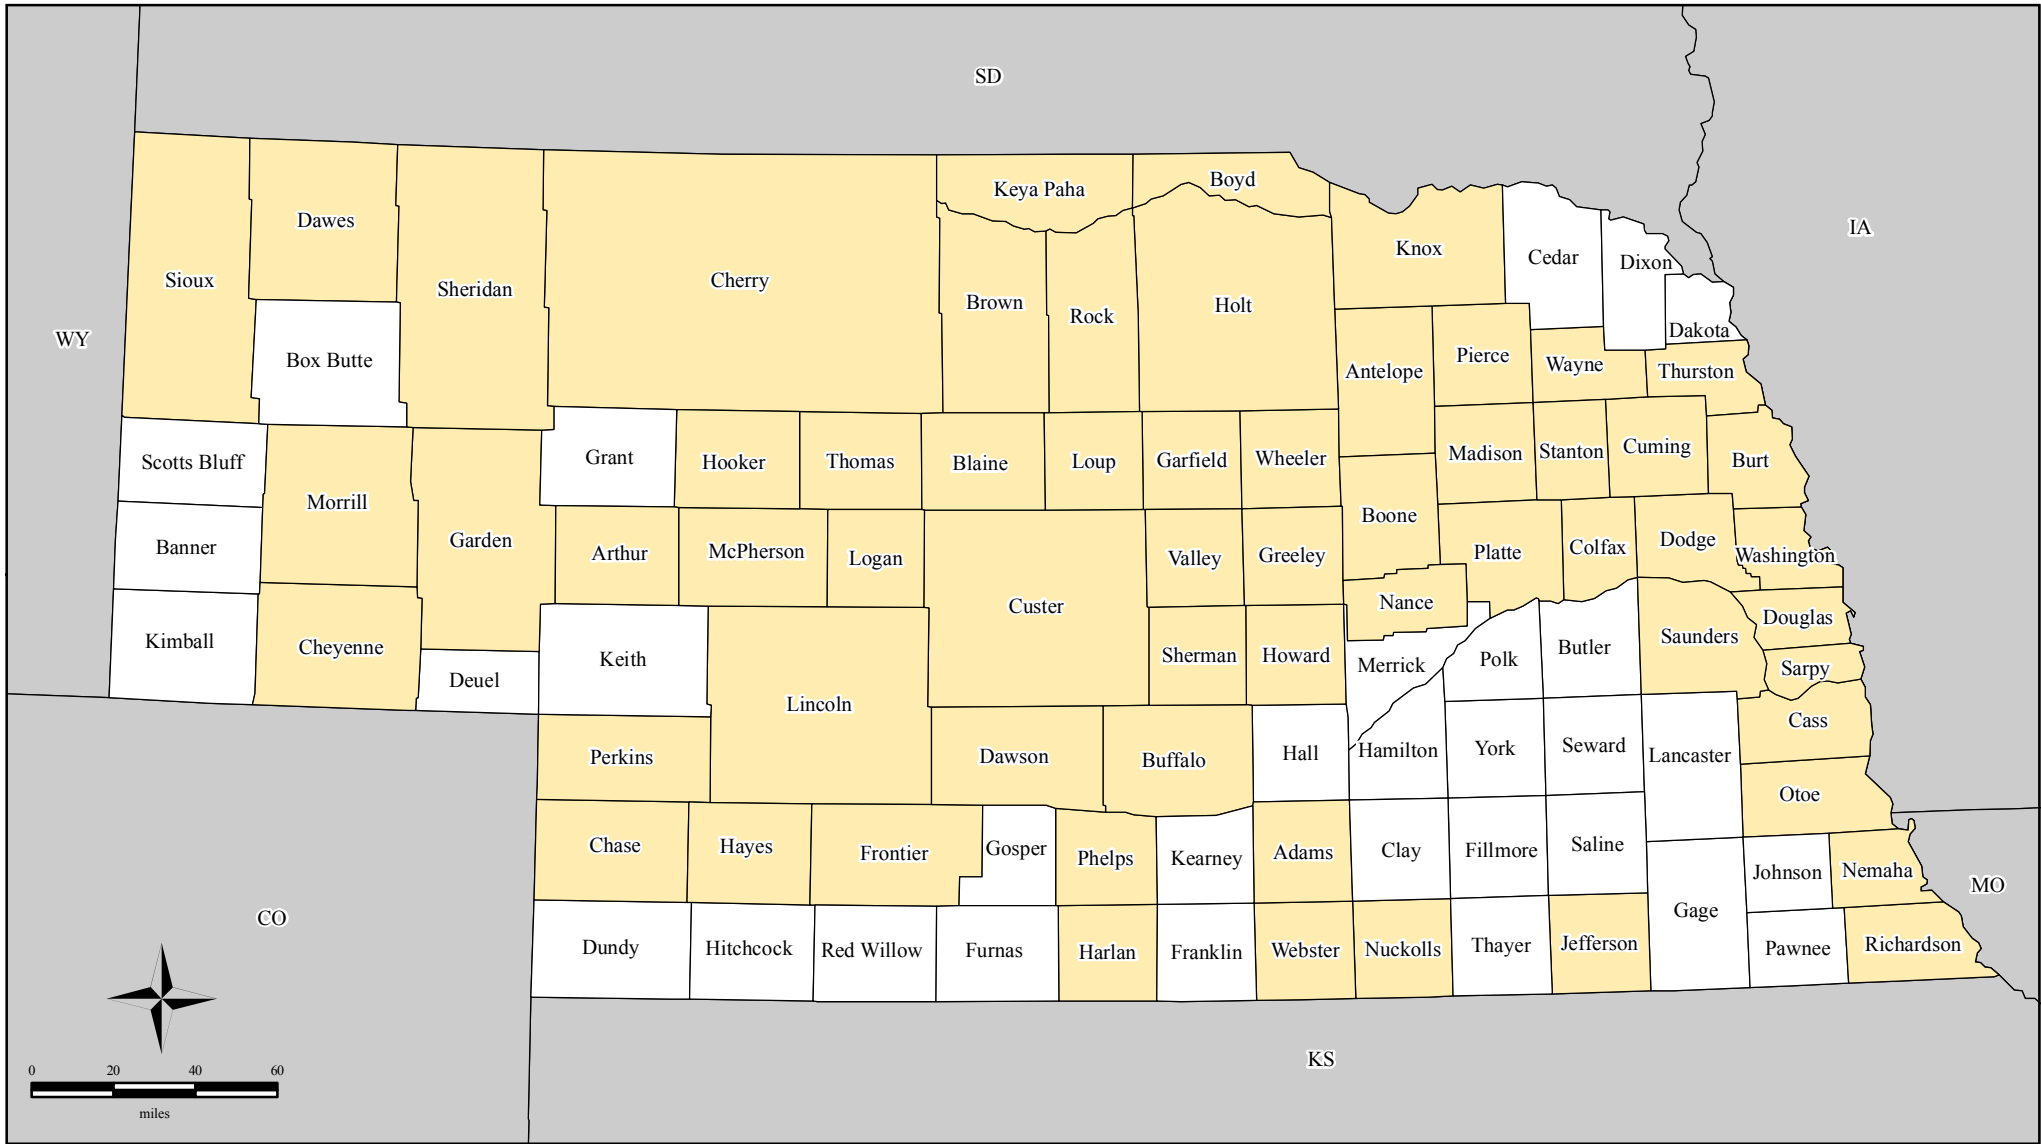 SD
Keya Paha
Boyd
Dawes
Knox
IA
Cedar
Dixon
Sioux
Sheridan
Cherry
Brown
Rock
Holt
WY
Box Butte
Dakota
Antelope
Pierce
Wayne
Thurston
Scotts Bluff
Grant
Hooker
Thomas
Blaine
Loup
Garfield
Wheeler
Madison
Stanton
Cuming
Burt
Morrill
Boone
Banner
Garden
Arthur
McPherson
Logan
Valley
Greeley
Platte
Colfax
Dodge
Washington
Custer
Nance
Douglas
Kimball
Cheyenne
Keith
Sherman
Howard
Merrick
Polk
Butler
Saunders
Sarpy
Deuel
Lincoln
Cass
Perkins
Dawson
Buffalo
Hall
Hamilton
York
Seward
Lancaster
Otoe
Chase
Hayes
Frontier
Gosper
Phelps
Kearney
Adams
Clay
Fillmore
Saline
Johnson
Nemaha
MO
CO
Gage
Dundy
Hitchcock
Red Willow
Furnas
Harlan
Franklin
Webster
Nuckolls
Thayer
Jefferson
Pawnee
Richardson
KS
0 20 40 60
miles